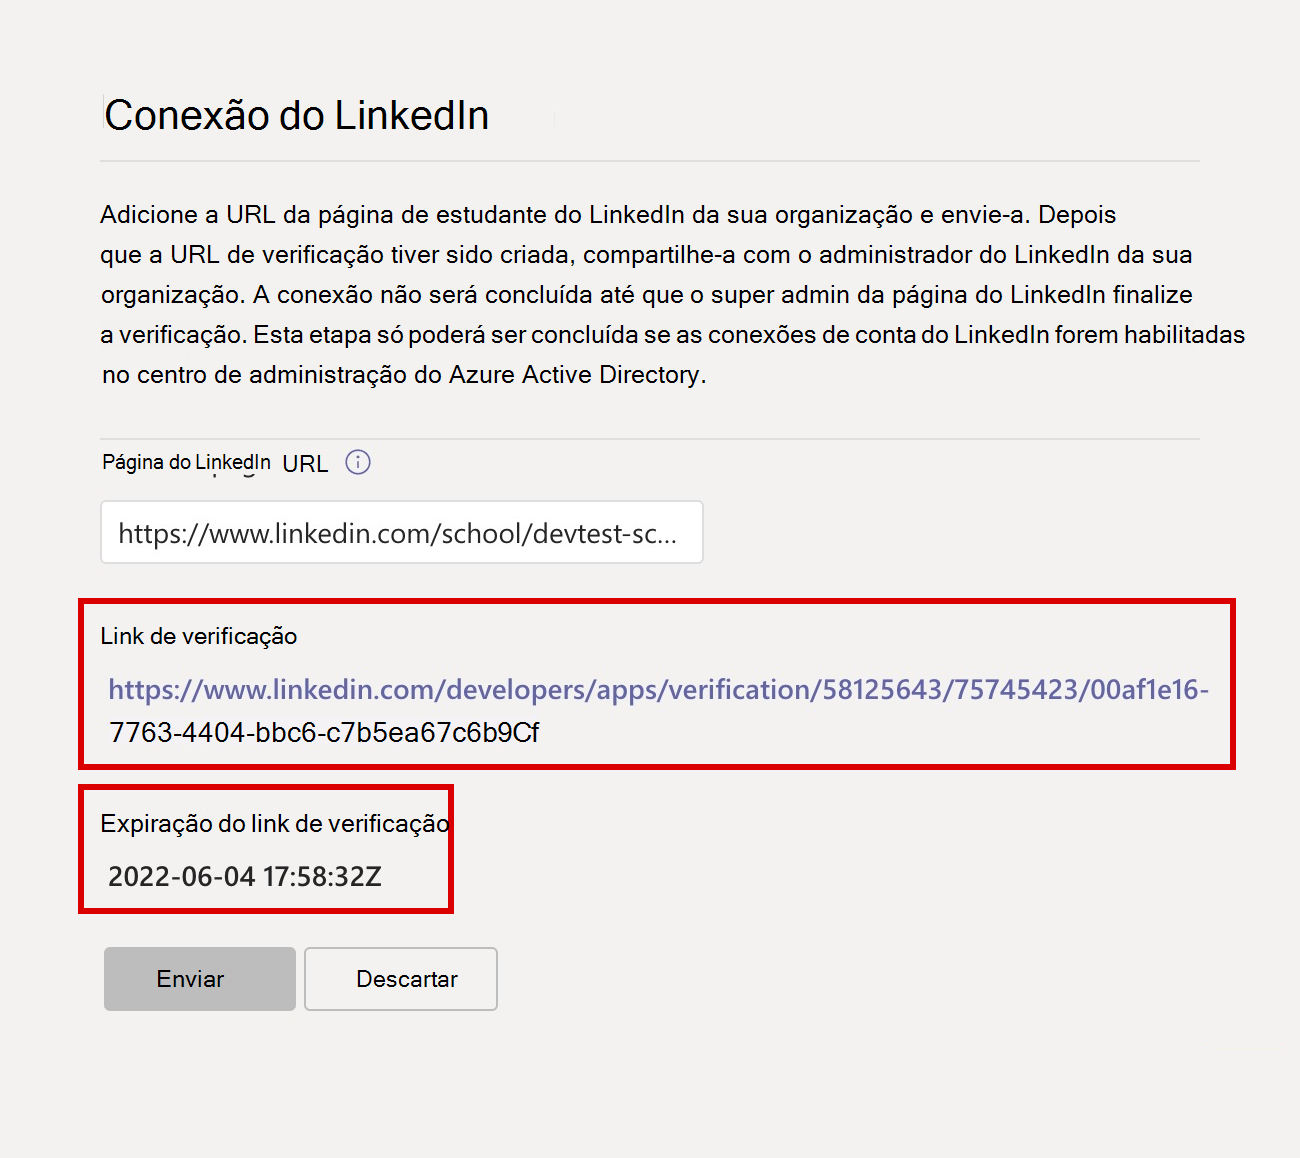 Conexão do LinkedIn
Adicione a URL da página de estudante do LinkedIn da sua organização e envie-a. Depois
que a URL de verificação tiver sido criada, compartilhe-a com o administrador do LinkedIn da sua
organização. A conexão não será concluída até que o super admin da página do LinkedIn finalize
a verificação. Esta etapa só poderá ser concluída se as conexões de conta do LinkedIn forem habilitadas
no centro de administração do Azure Active Directory.
Página do LinkedIn URL
https://www.linkedin.com/school/devtest-sc...
Link de verificação
https://www.linkedin.com/developers/apps/verification/58125643/75745423/00af1e16-
7763-4404-bbc6-c7b5ea67c6b9Cf
Expiração do link de verificação
2022-06-04 17:58:32Z
Enviar Descartar